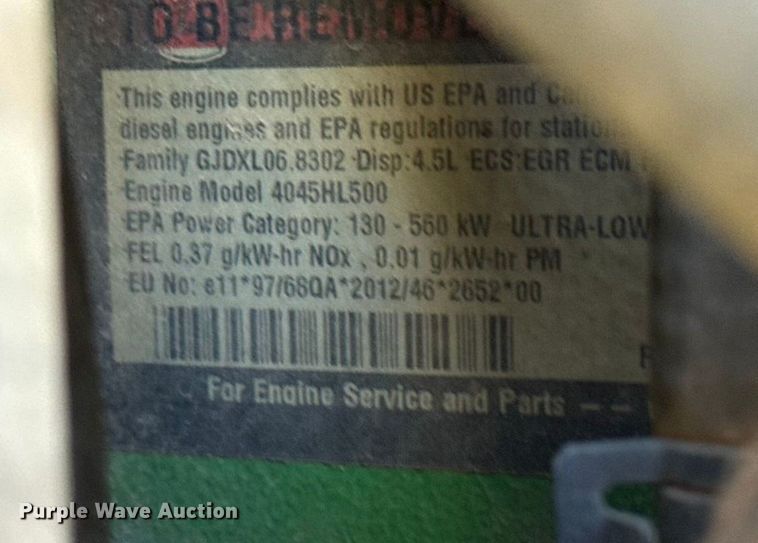 TO BE REMOVE
This engine complies with US EPA and
diesel engines and EPA regulations for
Family GJDXL06.8302 Disp:4.5L ECS:EGR ECM
Engine Model 4045HL500
EPA Power Category: 130 - 560 kW ULTRA-LOW
FEL 0.37 g/kW-hr NOx , 0.01 g/kW-hr PM
EU No: e11*97/68QA*2012/46*2652*00
For Engine Service and Parts – –
Purple Wave Auction